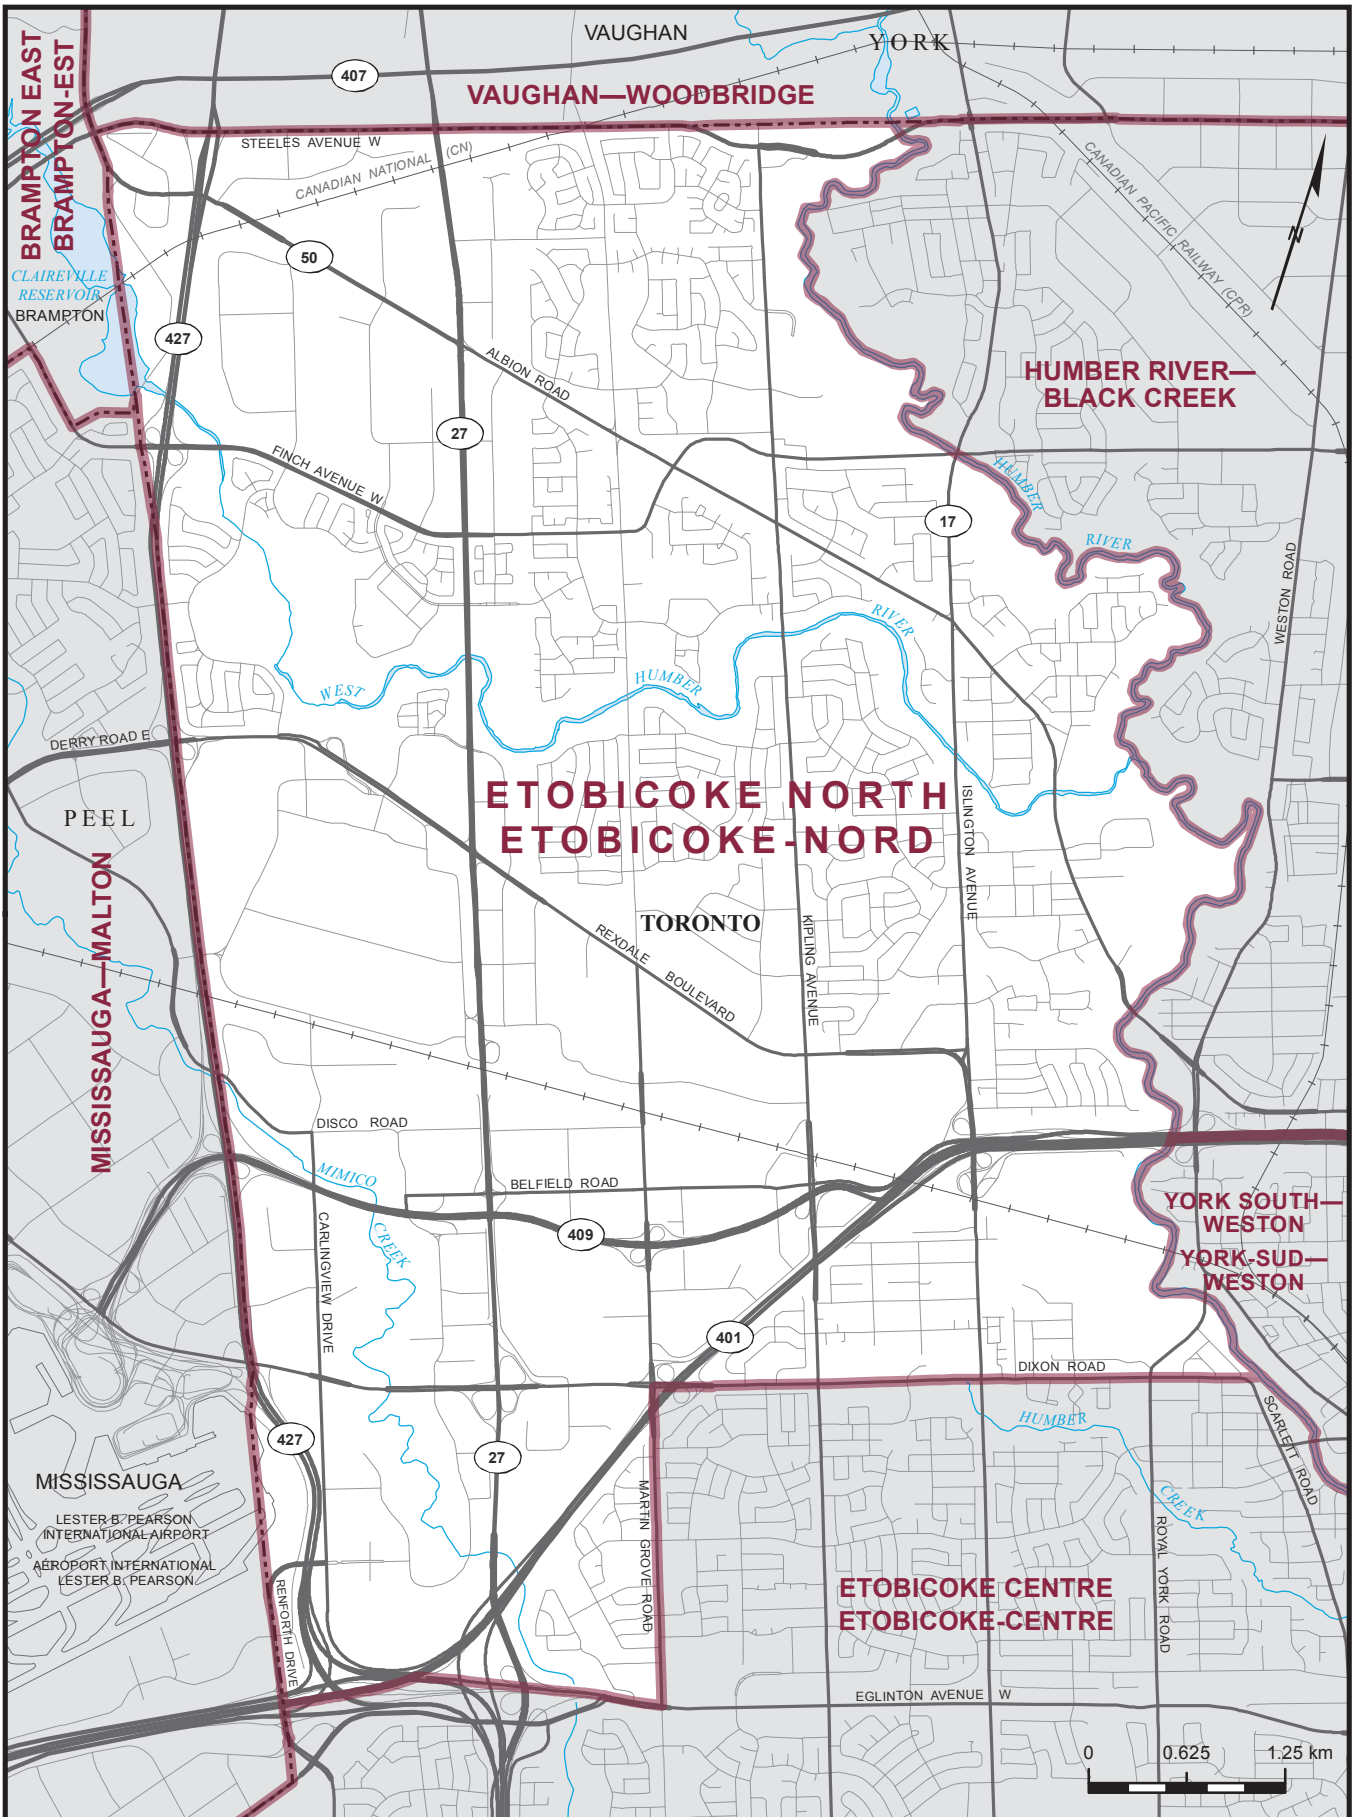 VAUGHAN
YORK
BRAMPTON EAST
BRAMPTON-EST
407
VAUGHAN—WOODBRIDGE
STEELES AVENUE W
CANADIAN NATIONAL (CN)
CANADIAN PACIFIC RAILWAY (CPR)
N
50
CLAIREVILLE
RESERVOIR
BRAMPTON
427
ALBION ROAD
HUMBER RIVER—
BLACK CREEK
27
FINCH AVENUE W
HUMBER
RIVER
17
WESTON ROAD
RIVER
HUMBER
WEST
DERRY ROAD E
PEEL
ETOBICOKE NORTH
ETOBICOKE-NORD
ISLINGTON AVENUE
MISSISSAUGA—MALTON
TORONTO
KIPLING AVENUE
REXDALE BOULEVARD
DISCO ROAD
MIMICO
CREEK
BELFIELD ROAD
CARLINGVIEW DRIVE
409
YORK SOUTH—
WESTON
YORK-SUD—
WESTON
401
DIXON ROAD
SCARLETT ROAD
HUMBER
CREEK
427
27
MISSISSAUGA
LESTER B. PEARSON
INTERNATIONAL AIRPORT
AÉROPORT INTERNATIONAL
LESTER B. PEARSON
MARTIN GROVE ROAD
ROYAL YORK ROAD
RENFORTH DRIVE
ETOBICOKE CENTRE
ETOBICOKE-CENTRE
EGLINTON AVENUE W
0 0.625 1.25 km